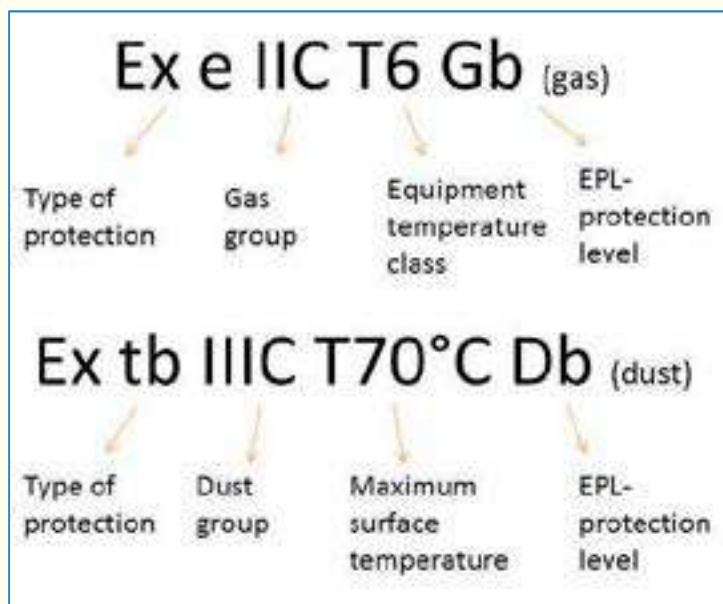 Ex e IIC T6 Gb (gas)
Type of protection
Gas group
Equipment temperature class
EPL-protection level
Ex tb IIIC T70°C Db (dust)
Type of protection
Dust group
Maximum surface temperature
EPL-protection level